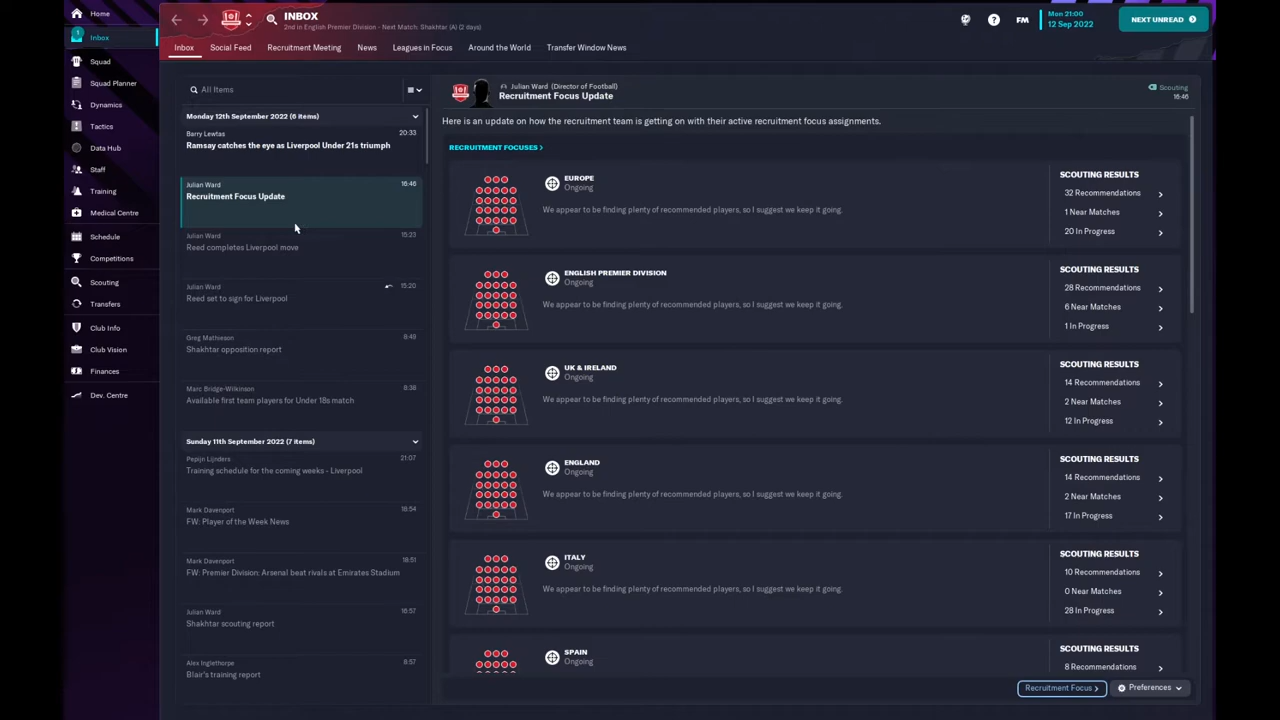 Home
1
Inbox
Squad
Squad Planner
Dynamics
Tactics
Data Hub
Staff
Training
Medical Centre
Schedule
Competitions
Scouting
Transfers
Club Info
Club Vision
Finances
Dev. Centre
INBOX
2nd in English Premier Division - Next Match: Shakhtar (A) (2 days)
?
FM
Mon 21:00
12 Sep 2022
NEXT UNREAD
Inbox
Social Feed
Recruitment Meeting
News
Leagues in Focus
Around the World
Transfer Window News
All Items
Monday 12th September 2022 (6 items)
Barry Lewtas 20:33
Ramsay catches the eye as Liverpool Under 21s triumph
Julian Ward 16:46
Recruitment Focus Update
Julian Ward 15:23
Reed completes Liverpool move
Julian Ward 15:20
Reed set to sign for Liverpool
Greg Mathieson 8:49
Shakhtar opposition report
Marc Bridge-Wilkinson 8:38
Available first team players for Under 18s match
Sunday 11th September 2022 (7 items)
Pepijn Lijnders 21:07
Training schedule for the coming weeks - Liverpool
Mark Davenport 18:54
FW: Player of the Week News
Mark Davenport 18:51
FW: Premier Division: Arsenal beat rivals at Emirates Stadium
Julian Ward 16:57
Shakhtar scouting report
Alex Inglethorpe 8:57
Blair's training report
Julian Ward (Director of Football)
Recruitment Focus Update
Scouting
16:46
Here is an update on how the recruitment team is getting on with their active recruitment focus assignments.
RECRUITMENT FOCUSES >
EUROPE
Ongoing
We appear to be finding plenty of recommended players, so I suggest we keep it going.
SCOUTING RESULTS
32 Recommendations
1 Near Matches
20 In Progress
ENGLISH PREMIER DIVISION
Ongoing
We appear to be finding plenty of recommended players, so I suggest we keep it going.
SCOUTING RESULTS
28 Recommendations
6 Near Matches
1 In Progress
UK & IRELAND
Ongoing
We appear to be finding plenty of recommended players, so I suggest we keep it going.
SCOUTING RESULTS
14 Recommendations
2 Near Matches
12 In Progress
ENGLAND
Ongoing
We appear to be finding plenty of recommended players, so I suggest we keep it going.
SCOUTING RESULTS
14 Recommendations
2 Near Matches
17 In Progress
ITALY
Ongoing
We appear to be finding plenty of recommended players, so I suggest we keep it going.
SCOUTING RESULTS
10 Recommendations
0 Near Matches
28 In Progress
SPAIN
Ongoing
SCOUTING RESULTS
8 Recommendations
Recruitment Focus >
Preferences